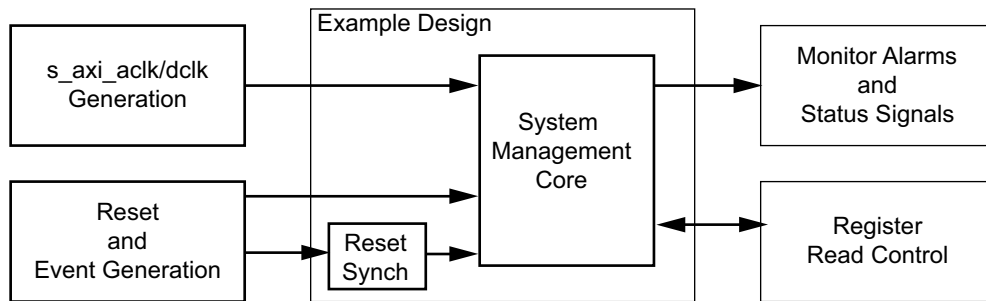 Example Design
s_axi_aclk/dclk
Generation
System
Management
Core
Monitor Alarms
and
Status Signals
Reset
and
Event Generation
Reset
Synch
Register
Read Control